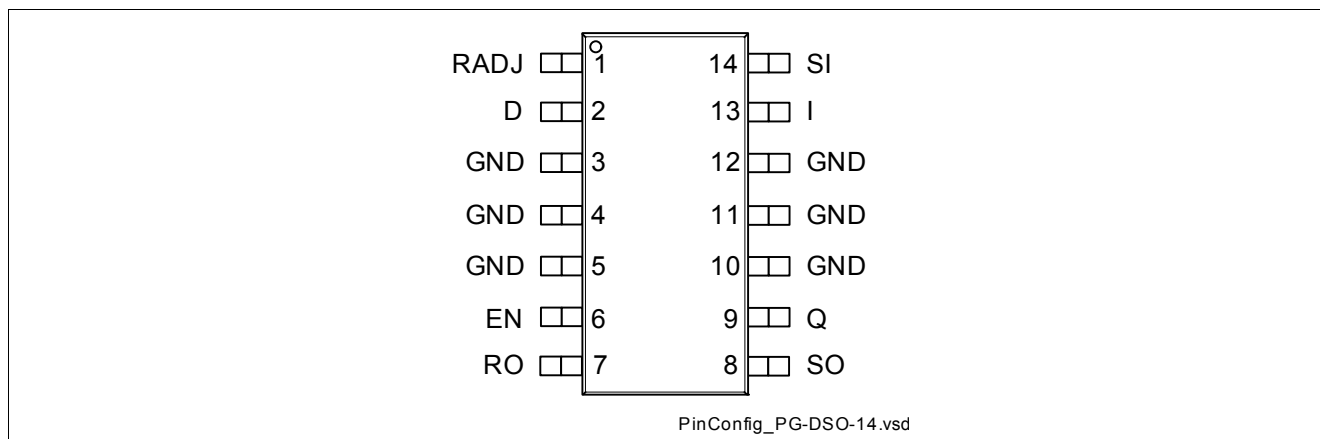 RADJ 1 14 SI
D 2 13 I
GND 3 12 GND
GND 4 11 GND
GND 5 10 GND
EN 6 9 Q
RO 7 8 SO
PinConfig_PG-DSO-14.vsd